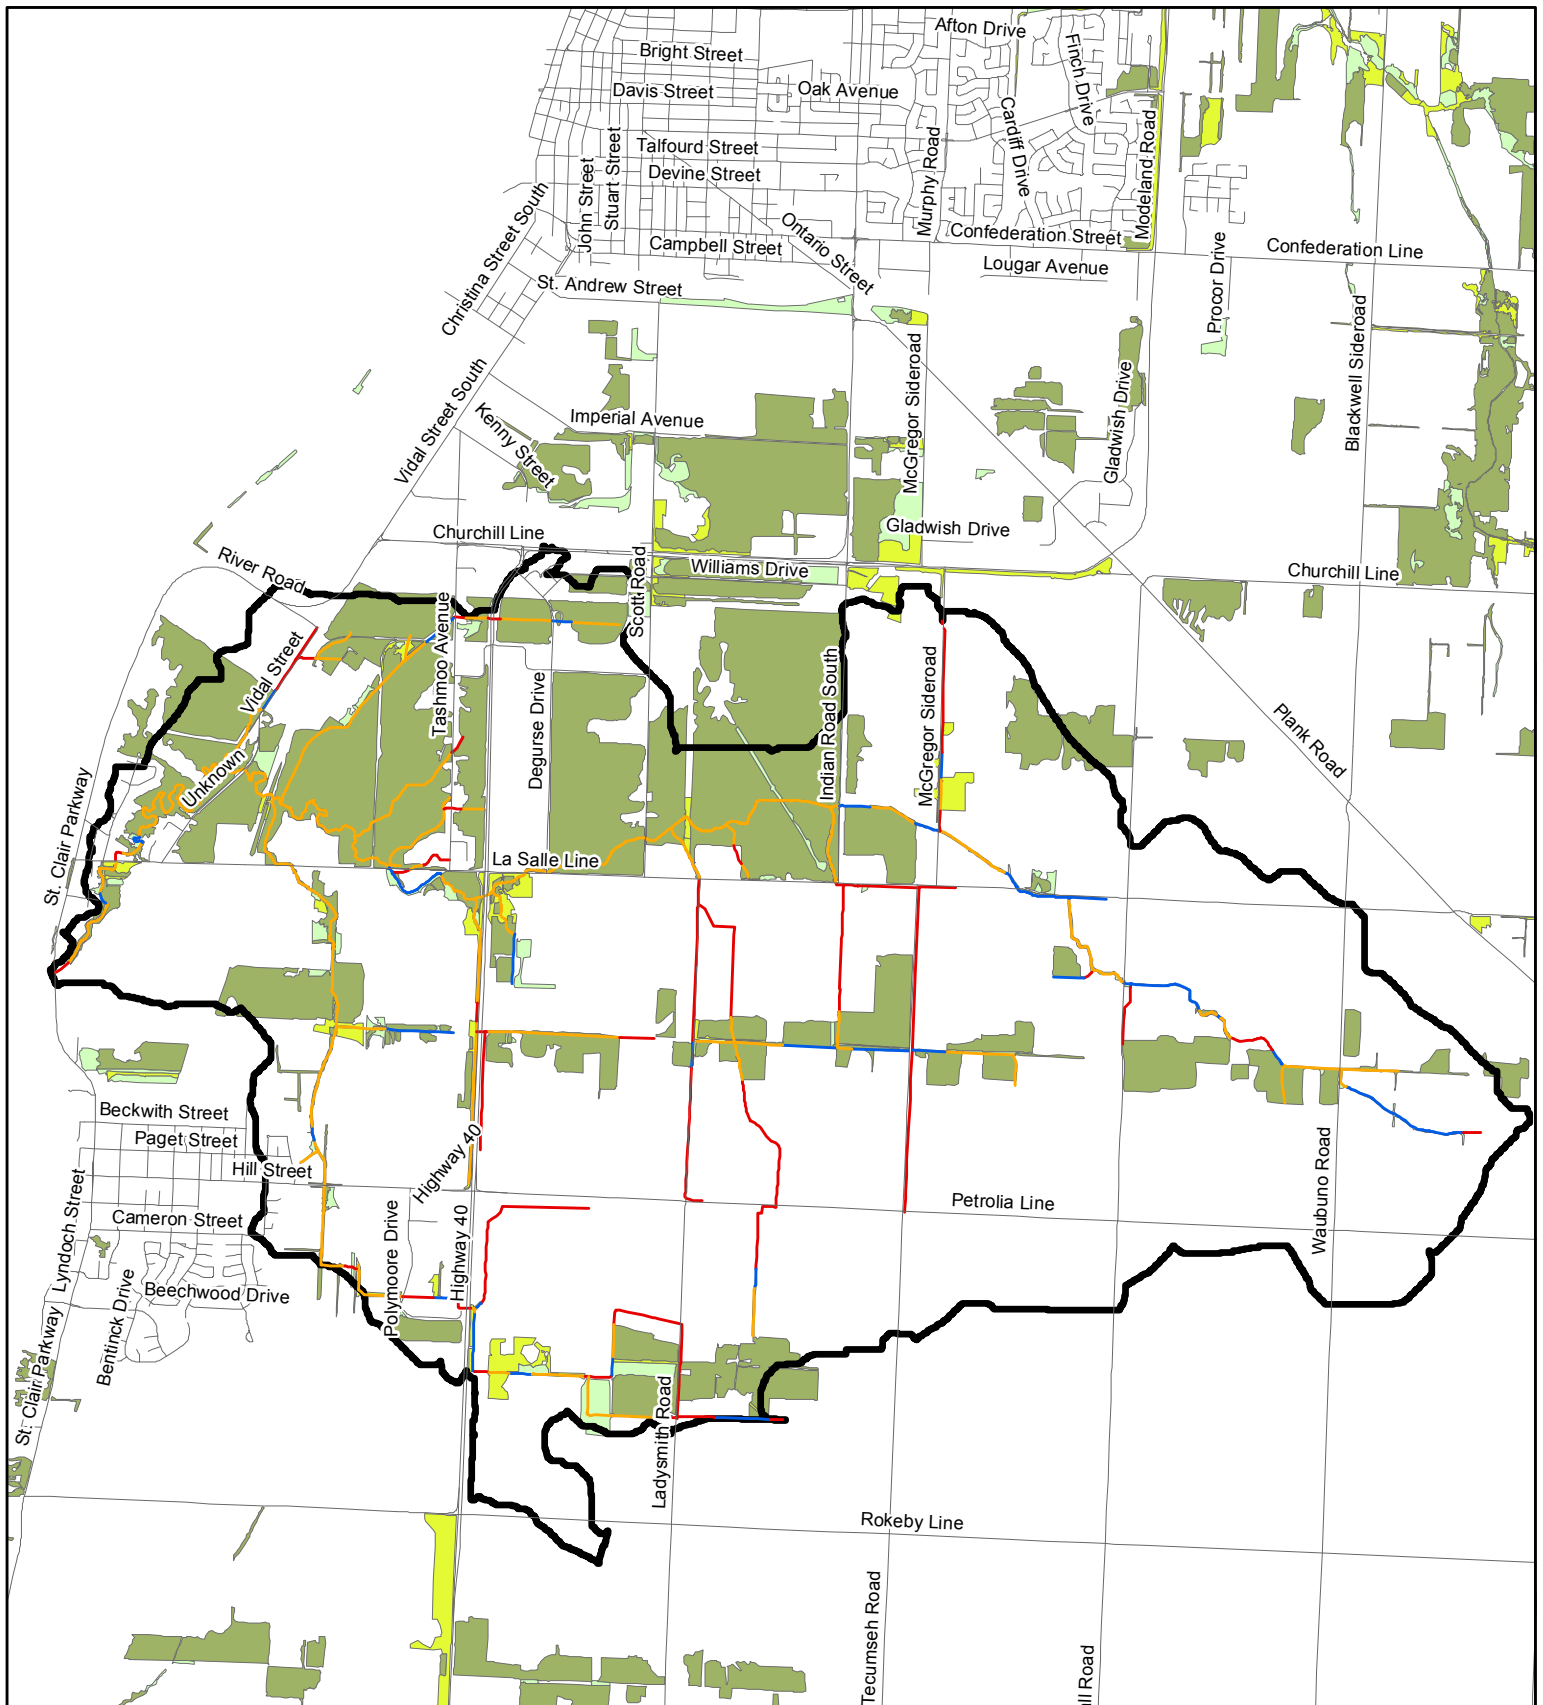 Afton Drive
Finch Drive
Bright Street
Davis Street
Oak Avenue
Cardiff Drive
Modeland Road
Stuart Street
Murphy Road
Talfourd Street
John Street
Devine Street
Christina Street South
Ontario Street
Campbell Street
Confederation Street
Confederation Line
Lougar Avenue
Procor Drive
St. Andrew Street
Blackwell Sideroad
McGregor Sideroad
Gladwish Drive
Vidal Street South
Imperial Avenue
Kenny Street
Gladwish Drive
Churchill Line
River Road
Williams Drive
Churchill Line
Scott Road
Tashmoo Avenue
Vidal Street
Indian Road South
McGregor Sideroad
Degurse Drive
Plank Road
Unknown
St. Clair Parkway
La Salle Line
Beckwith Street
Paget Street
Highway 40
Hill Street
Waubuno Road
Petrolia Line
Lyndoch Street
Cameron Street
Polymoore Drive
Highway 40
Beechwood Drive
Bentinck Drive
St. Clair Parkway
Ladysmith Road
Rokeby Line
Tecumseh Road
ll Road